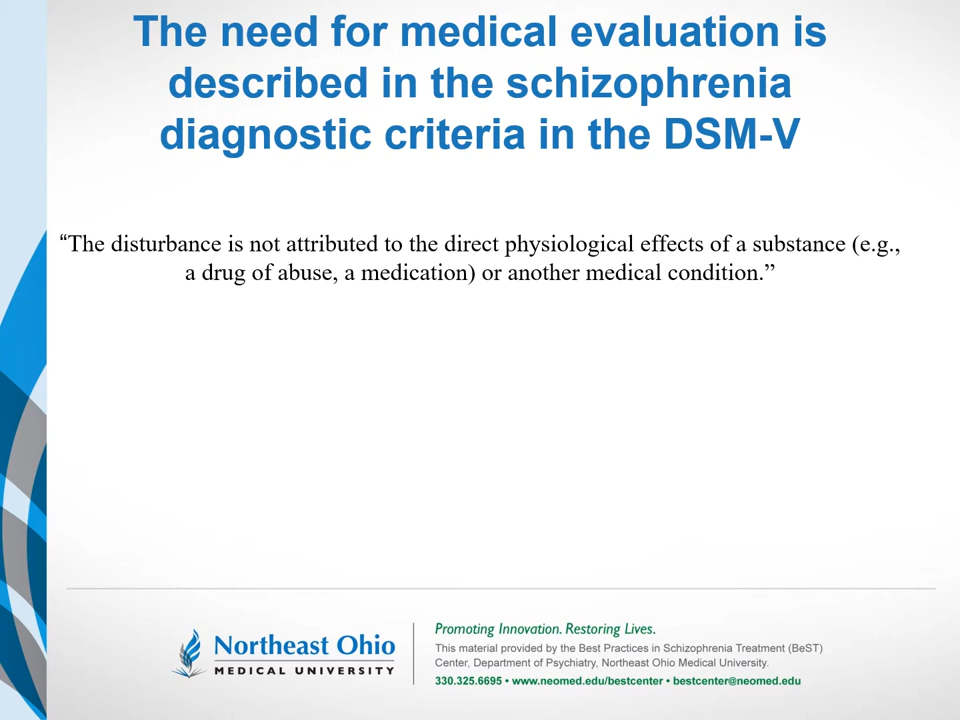 The need for medical evaluation is
described in the schizophrenia
diagnostic criteria in the DSM-V
“The disturbance is not attributed to the direct physiological effects of a substance (e.g.,
a drug of abuse, a medication) or another medical condition.”
Northeast Ohio
MEDICAL UNIVERSITY
Promoting Innovation. Restoring Lives.
This material provided by the Best Practices in Schizophrenia Treatment (BeST)
Center, Department of Psychiatry, Northeast Ohio Medical University.
330.325.6695 • www.neomed.edu/bestcenter • bestcenter@neomed.edu